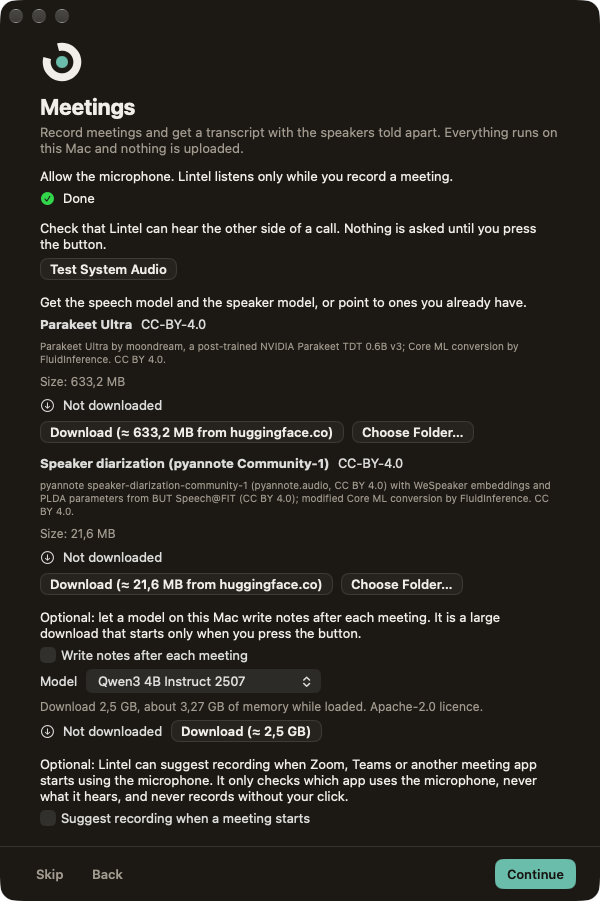 Meetings
Record meetings and get a transcript with the speakers told apart. Everything runs on
this Mac and nothing is uploaded.
Allow the microphone. Lintel listens only while you record a meeting.
Done
Check that Lintel can hear the other side of a call. Nothing is asked until you press
the button.
Test System Audio
Get the speech model and the speaker model, or point to ones you already have.
Parakeet Ultra CC-BY-4.0
Parakeet Ultra by moondream, a post-trained NVIDIA Parakeet TDT 0.6B v3; Core ML conversion by
FluidInference. CC BY 4.0.
Size: 633,2 MB
Not downloaded
Download (≈ 633,2 MB from huggingface.co) Choose Folder...
Speaker diarization (pyannote Community-1) CC-BY-4.0
pyannote speaker-diarization-community-1 (pyannote.audio, CC BY 4.0) with WeSpeaker embeddings and
PLDA parameters from BUT Speech@FIT (CC BY 4.0); modified Core ML conversion by FluidInference. CC
BY 4.0.
Size: 21,6 MB
Not downloaded
Download (≈ 21,6 MB from huggingface.co) Choose Folder...
Optional: let a model on this Mac write notes after each meeting. It is a large
download that starts only when you press the button.
Write notes after each meeting
Model Qwen3 4B Instruct 2507
Download 2,5 GB, about 3,27 GB of memory while loaded. Apache-2.0 licence.
Not downloaded Download (≈ 2,5 GB)
Optional: Lintel can suggest recording when Zoom, Teams or another meeting app
starts using the microphone. It only checks which app uses the microphone, never
what it hears, and never records without your click.
Suggest recording when a meeting starts
Skip Back Continue